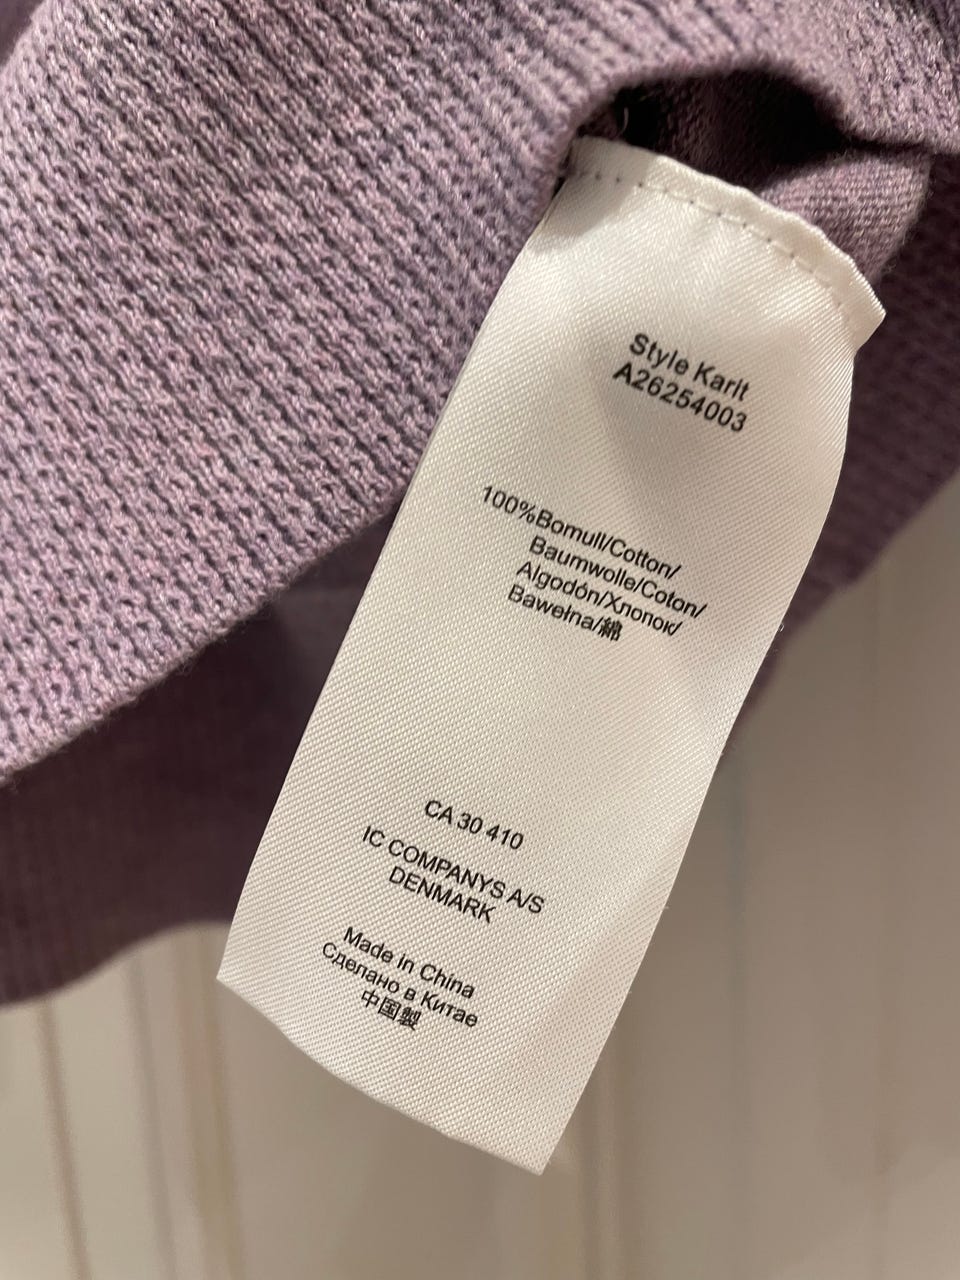 Style Karit
A26254003
100%Bomull/Cotton/
Baumwolle/Coton/
Algodón/Хлопок/
Bawełna/綿
CA 30 410
IC COMPANYS A/S
DENMARK
Made in China
Сделано в Китае
中国製